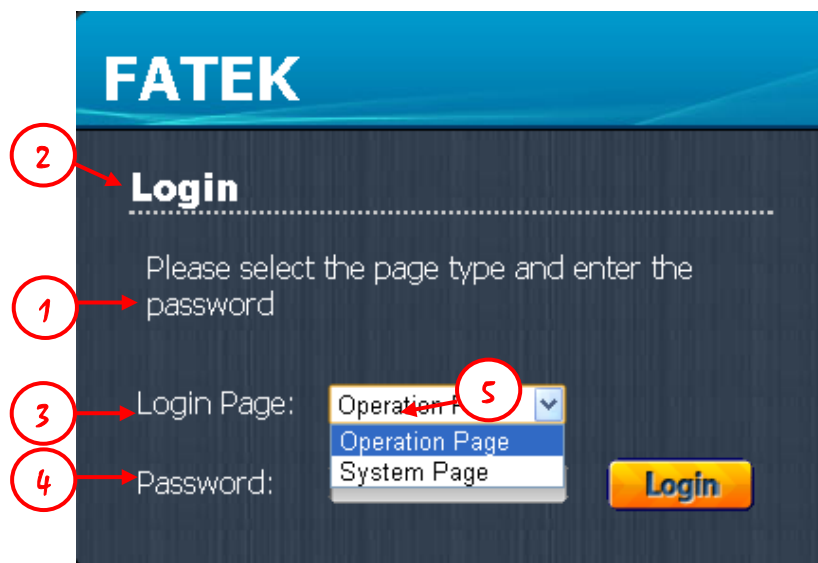 FATEK
2
Login
Please select the page type and enter the
1
password
3
Login Page:
Operation P
5
Operation Page
4
Password:
System Page
Login